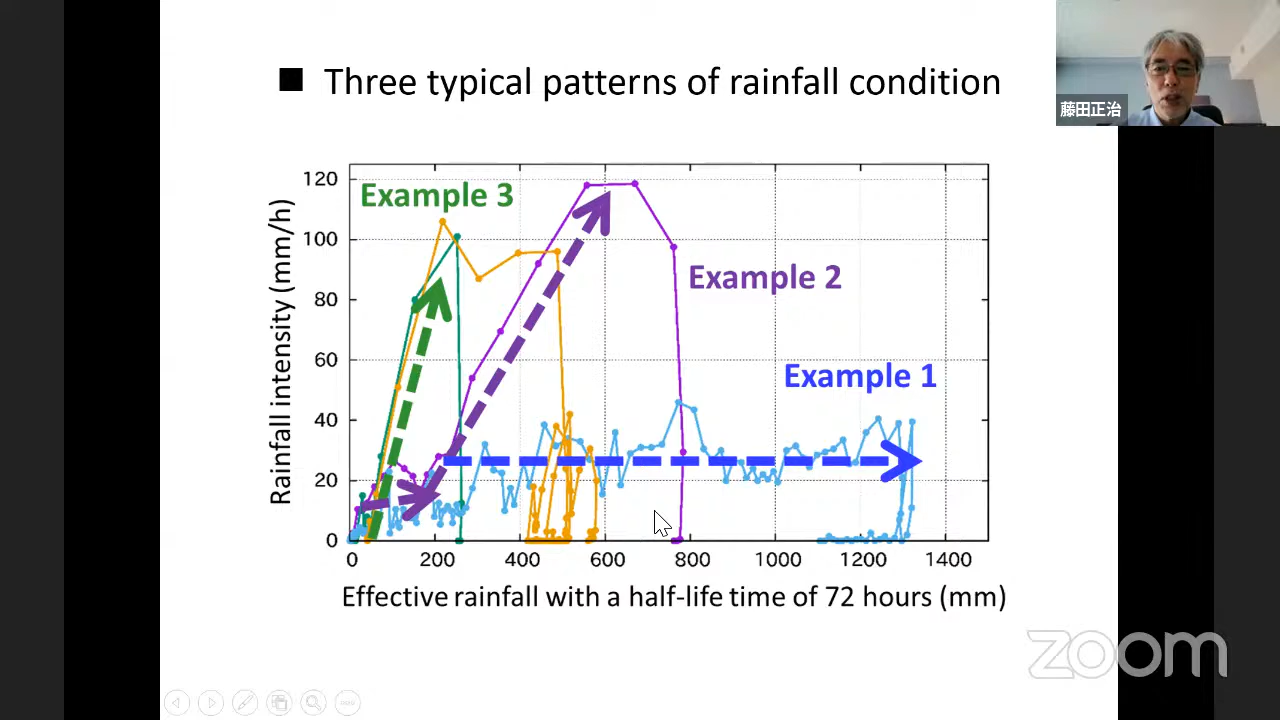 ■ Three typical patterns of rainfall condition
藤田正治
Example 3
Example 2
Example 1
Rainfall intensity (mm/h)
120
100
80
60
40
20
0
0 200 400 600 800 1000 1200 1400
Effective rainfall with a half-life time of 72 hours (mm)
zoom